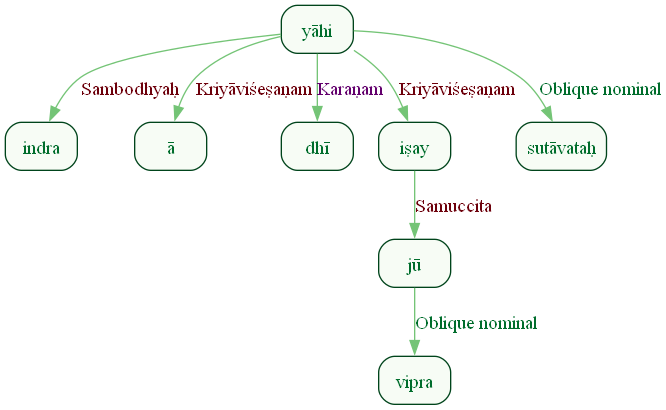 yāhi
Sambodhyaḥ Kriyāviśeṣaṇam Karaṇam Kriyāviśeṣaṇam Oblique nominal
indra ā dhī iṣay sutāvataḥ
Samuccita
jū
Oblique nominal
vipra